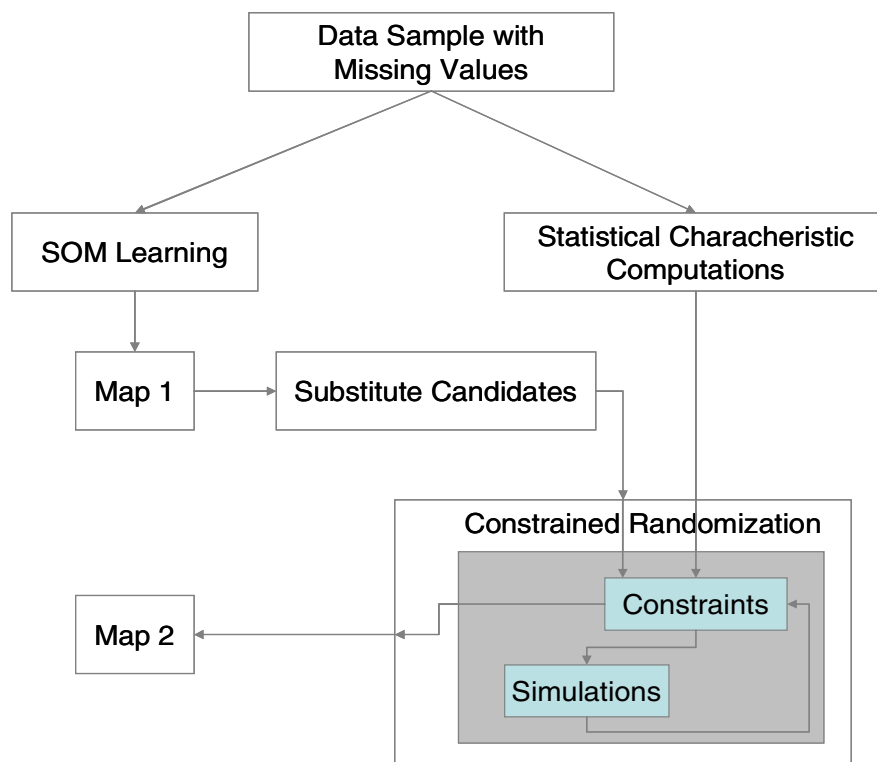 Data Sample with
Missing Values
SOM Learning
Statistical Characheristic
Computations
Map 1
Substitute Candidates
Constrained Randomization
Constraints
Map 2
Simulations